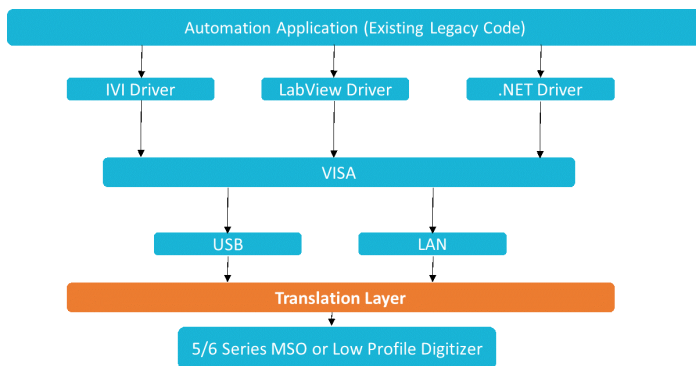 Automation Application (Existing Legacy Code)
IVI Driver
LabView Driver
.NET Driver
VISA
USB
LAN
Translation Layer
5/6 Series MSO or Low Profile Digitizer